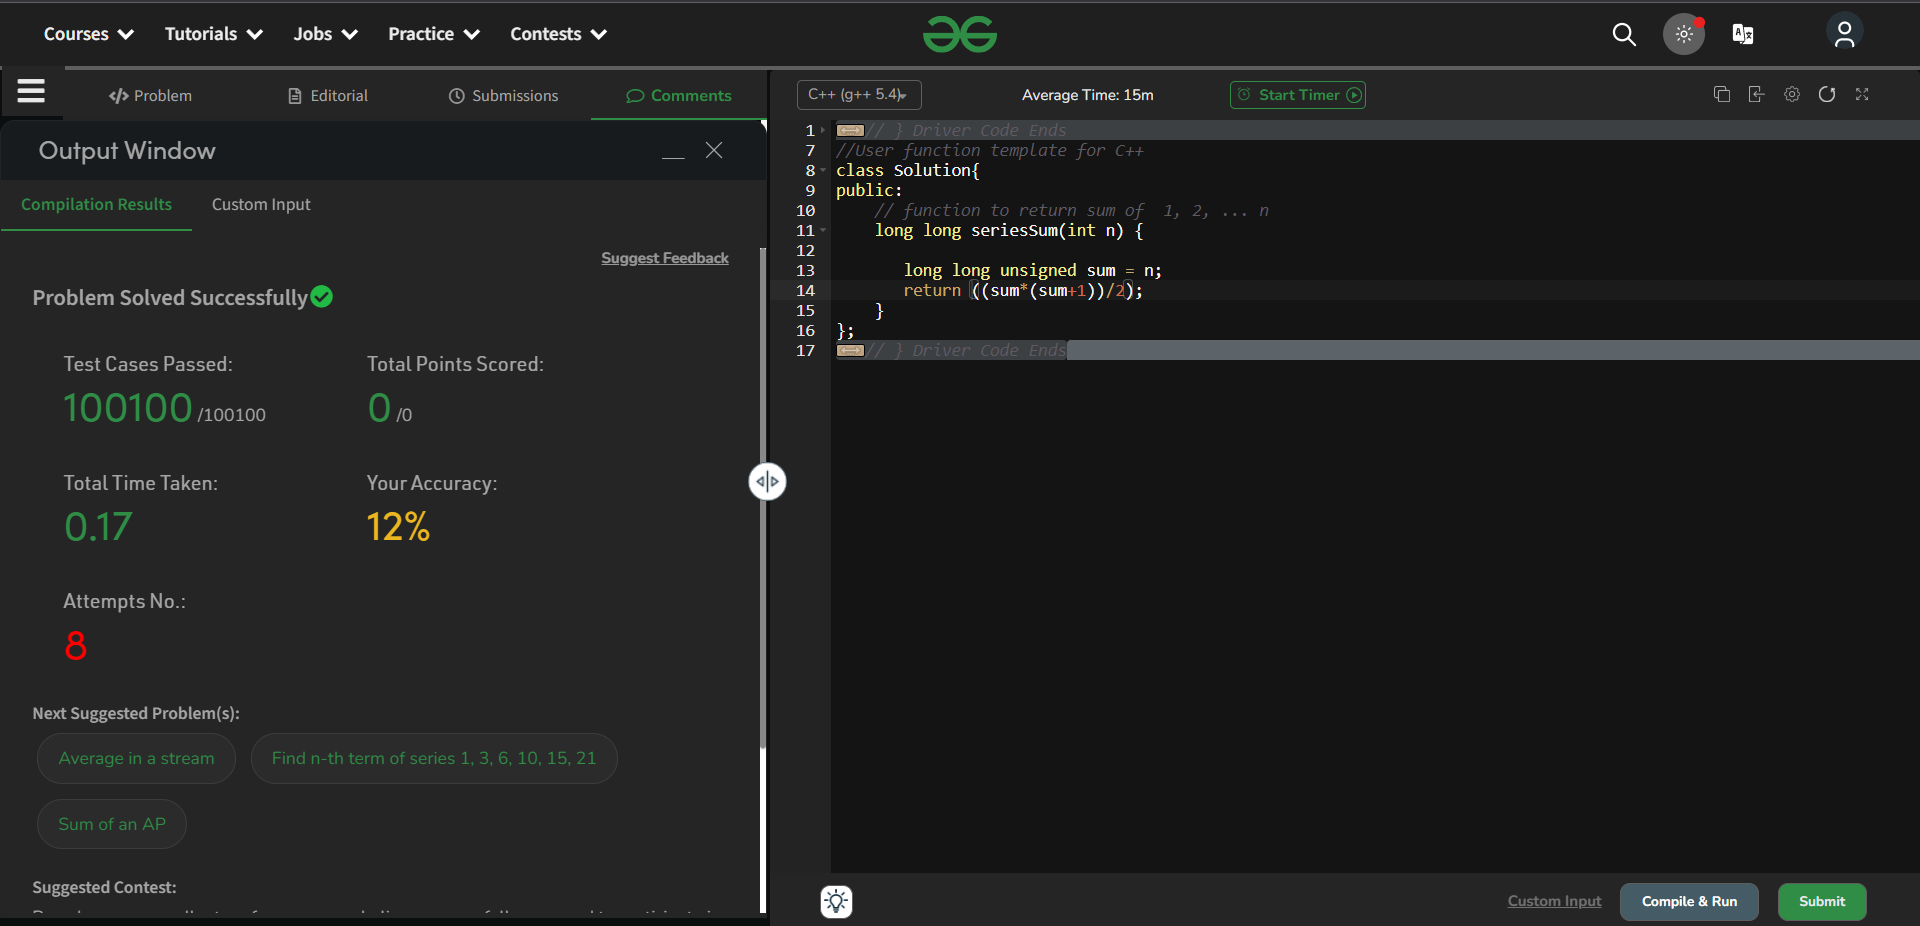 Courses Tutorials Jobs Practice Contests
Problem Editorial Submissions Comments
C++ (g++ 5.4) Average Time: 15m Start Timer
Output Window
Compilation Results Custom Input
Suggest Feedback
Problem Solved Successfully
Test Cases Passed: Total Points Scored:
100100 /100100 0 /0
Total Time Taken: Your Accuracy:
0.17 12%
Attempts No.:
8
Next Suggested Problem(s):
Average in a stream Find n-th term of series 1, 3, 6, 10, 15, 21
Sum of an AP
Suggested Contest:
1 // } Driver Code Ends
7 //User function template for C++
8 class Solution{
9 public:
10 // function to return sum of 1, 2, ... n
11 long long seriesSum(int n) {
12
13 long long unsigned sum = n;
14 return ((sum*(sum+1))/2);
15 }
16 };
17 // } Driver Code Ends
Custom Input Compile & Run Submit